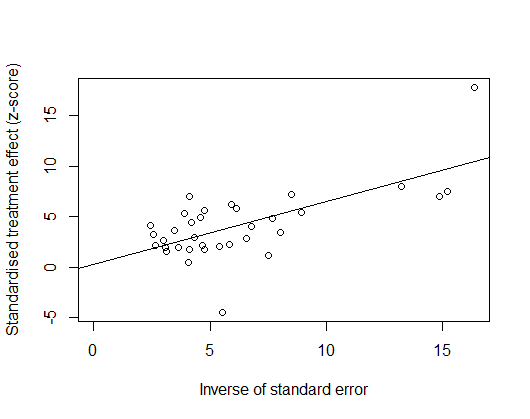 Standardised treatment effect (z-score)
15
10
5
0
-5
0 5 10 15
Inverse of standard error